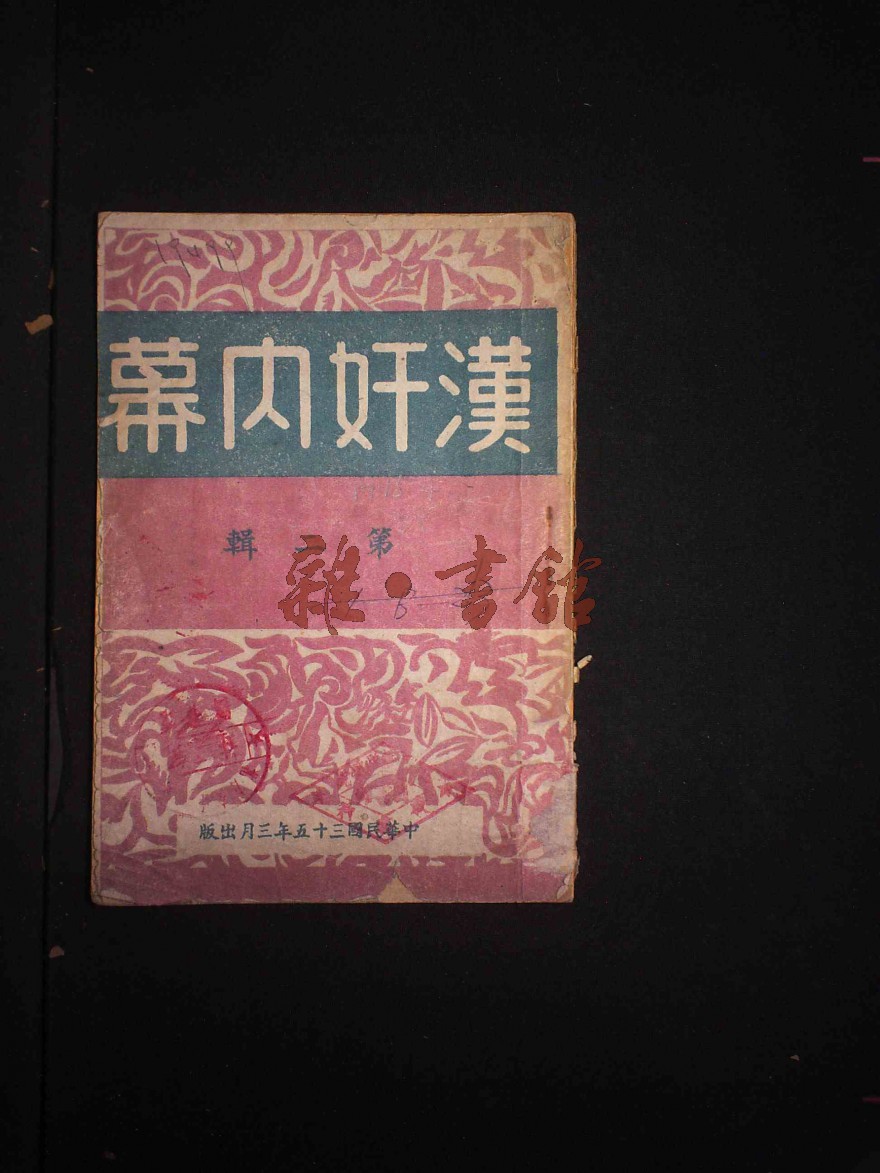 漢奸內幕
第 輯
雜·書館
中華民國三十五年三月出版